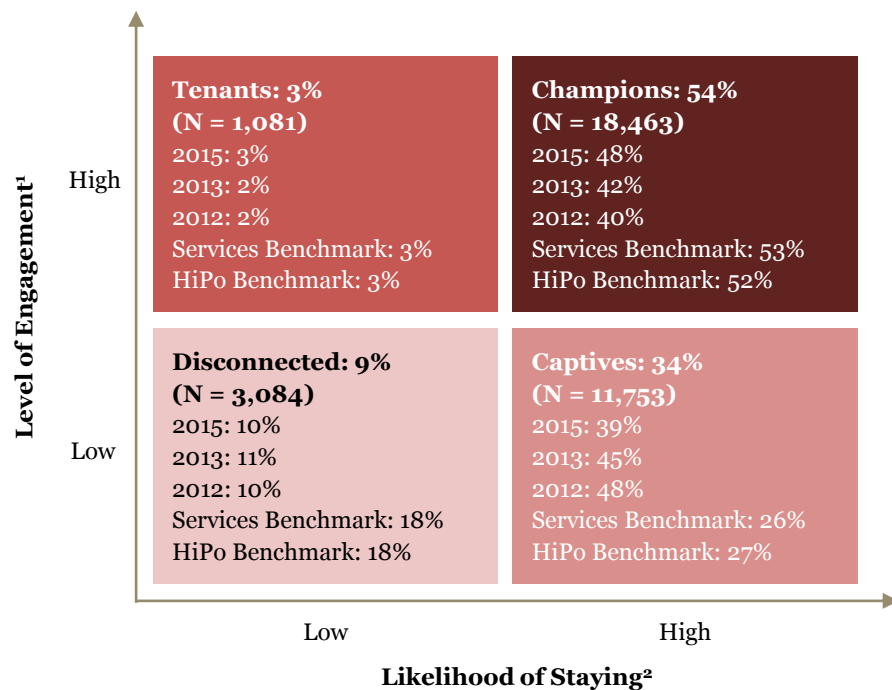 Level of Engagement¹
High
Tenants: 3%
(N = 1,081)
2015: 3%
2013: 2%
2012: 2%
Services Benchmark: 3%
HiPo Benchmark: 3%
Champions: 54%
(N = 18,463)
2015: 48%
2013: 42%
2012: 40%
Services Benchmark: 53%
HiPo Benchmark: 52%
Low
Disconnected: 9%
(N = 3,084)
2015: 10%
2013: 11%
2012: 10%
Services Benchmark: 18%
HiPo Benchmark: 18%
Captives: 34%
(N = 11,753)
2015: 39%
2013: 45%
2012: 48%
Services Benchmark: 26%
HiPo Benchmark: 27%
Low
High
Likelihood of Staying²